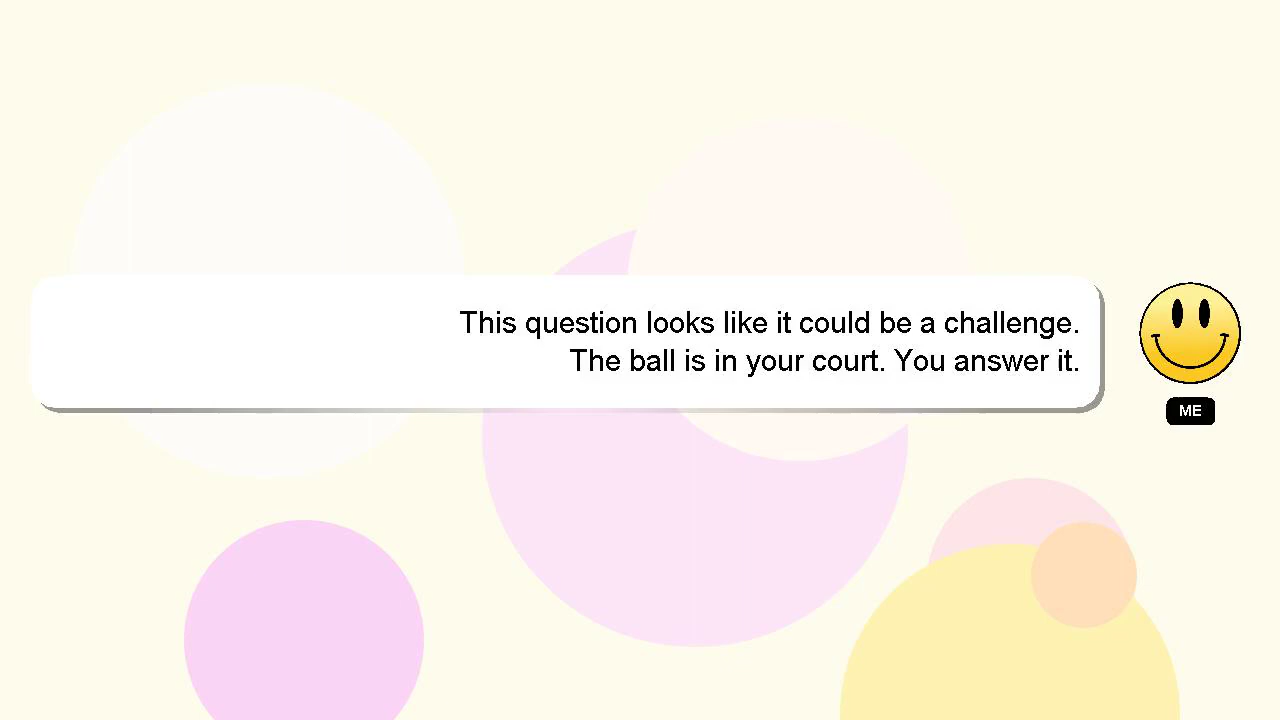 This question looks like it could be a challenge.
The ball is in your court. You answer it.
ME